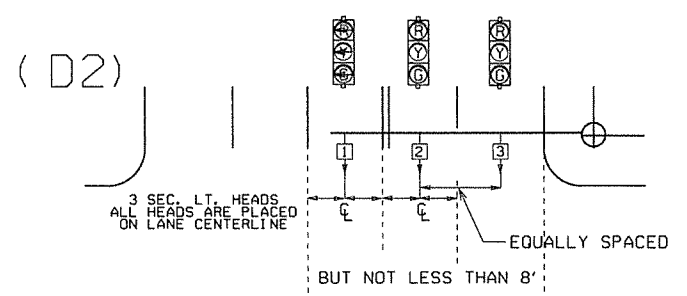 R R R
Y Y
G G G
(D2)
1 2 3
3 SEC. LT. HEADS
ALL HEADS ARE PLACED
ON LANE CENTERLINE
℄ ℄
EQUALLY SPACED
BUT NOT LESS THAN 8'